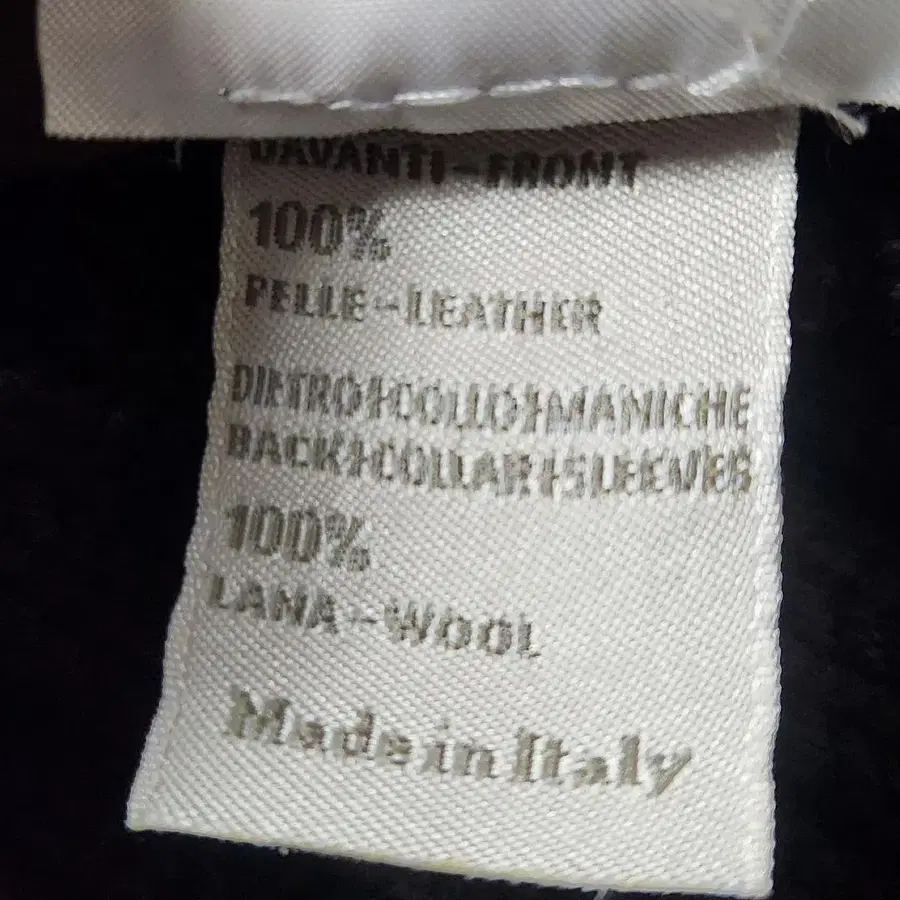 DAVANTI-FRONT
100%
PELLE-LEATHER
DIETRO+COLLO+MANICHE
BACK+COLLAR+SLEEVES
100%
LANA-WOOL
Made in Italy